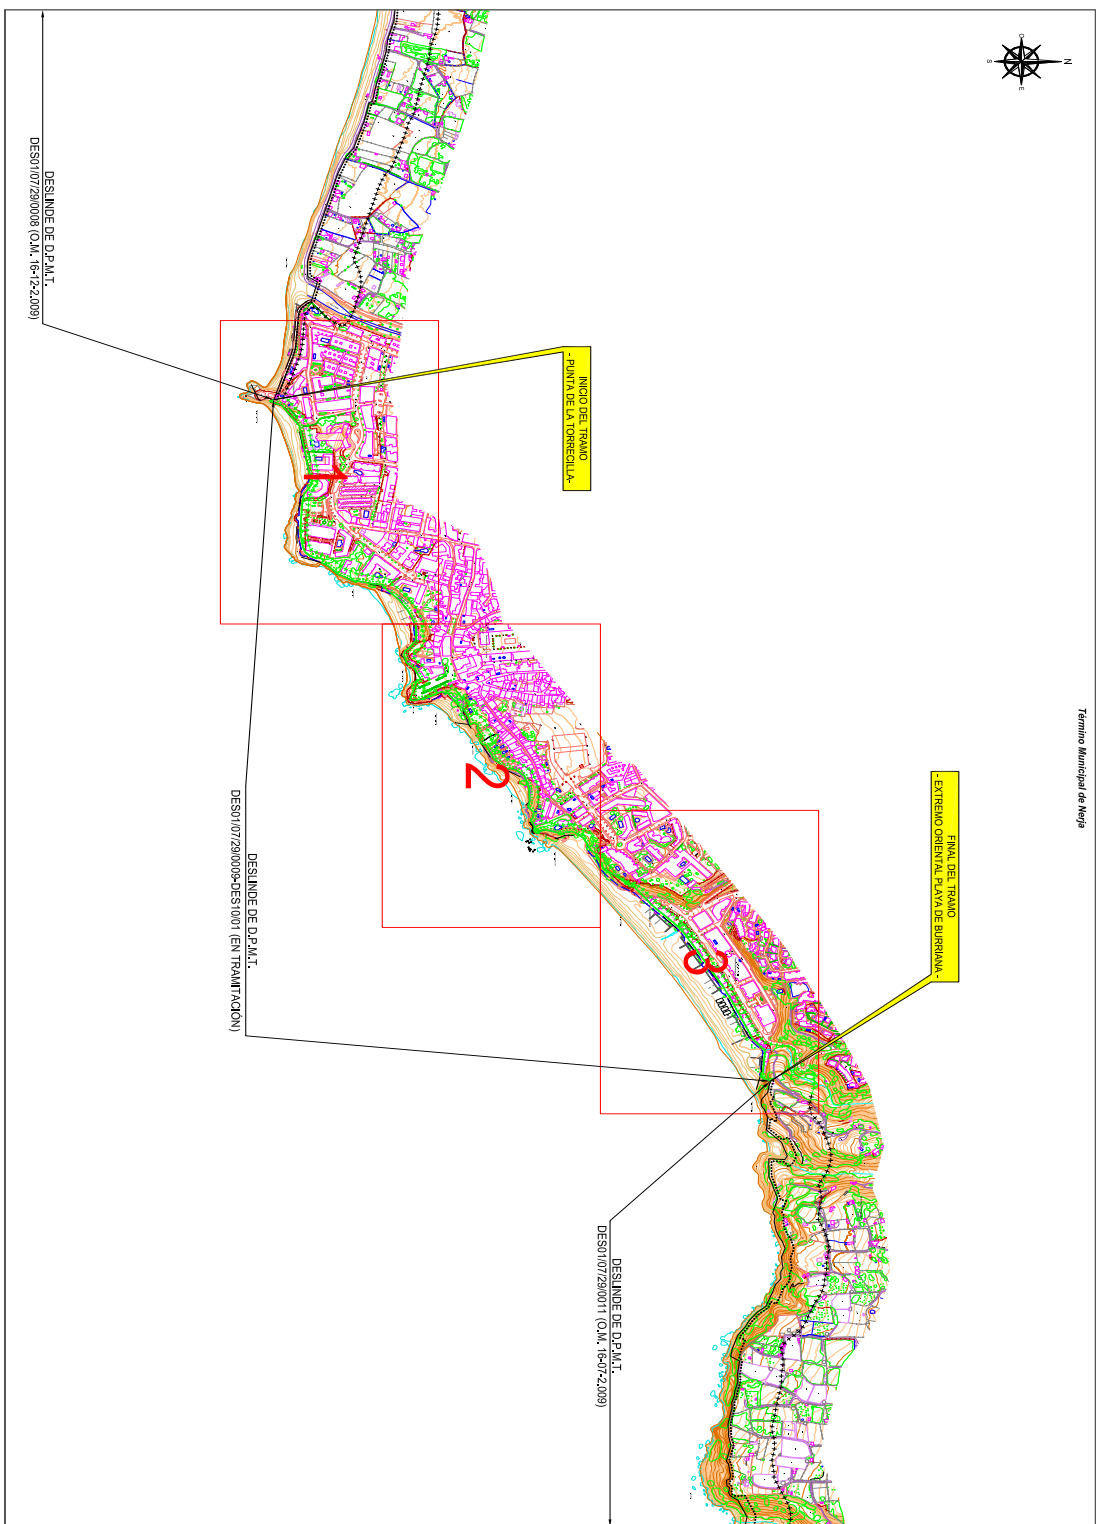 Término Municipal de Nerja
N
S
E
O
FINAL DEL TRAMO
- EXTREMO ORIENTAL PLAYA DE BURRIANA -
INICIO DEL TRAMO
- PUNTA DE LA TORRECILLA-
1
2
3
DESLINDE DE D.P.M.T.
DES01/07/29/0011 (O.M. 16-07-2.009)
DESLINDE DE D.P.M.T.
DES01/07/29/0009-DES10/01 (EN TRAMITACIÓN)
DESLINDE DE D.P.M.T.
DES01/07/29/0008 (O.M. 16-12-2.009)